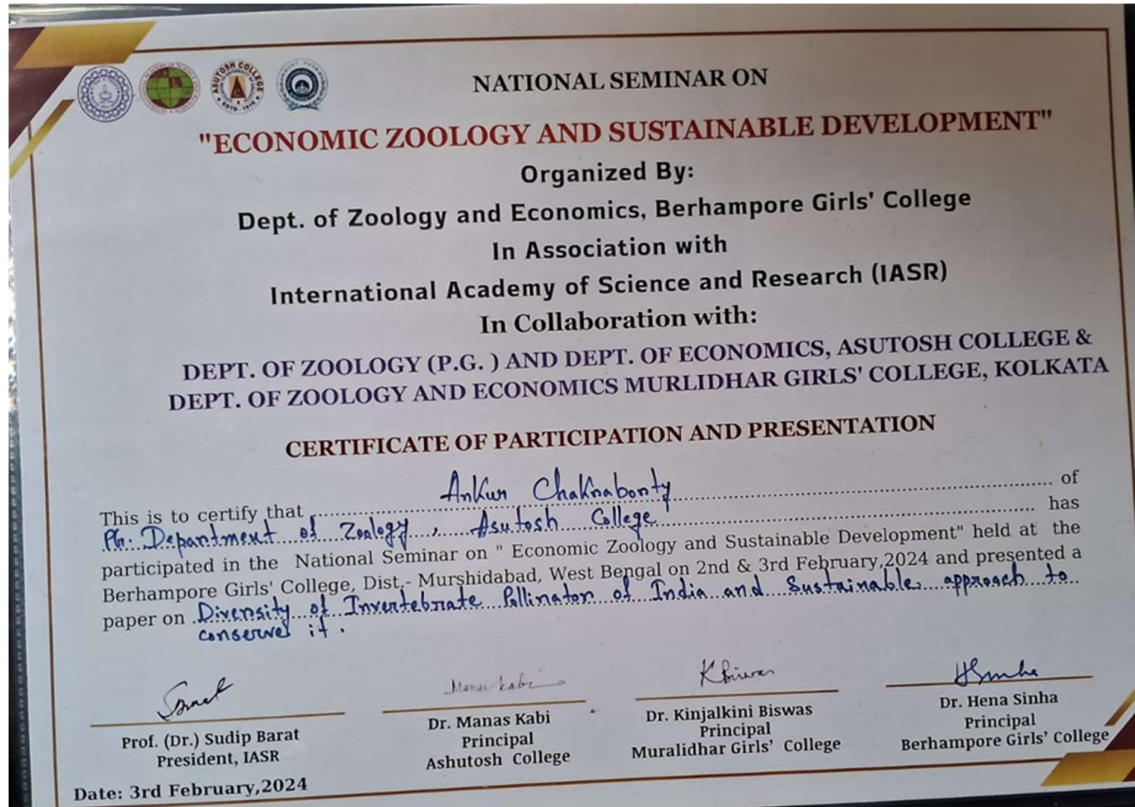 ASUTOSH COLLEGE
NATIONAL SEMINAR ON
"ECONOMIC ZOOLOGY AND SUSTAINABLE DEVELOPMENT"
Organized By:
Dept. of Zoology and Economics, Berhampore Girls' College
In Association with
International Academy of Science and Research (IASR)
In Collaboration with:
DEPT. OF ZOOLOGY (P.G. ) AND DEPT. OF ECONOMICS, ASUTOSH COLLEGE &
DEPT. OF ZOOLOGY AND ECONOMICS MURLIDHAR GIRLS' COLLEGE, KOLKATA
CERTIFICATE OF PARTICIPATION AND PRESENTATION
This is to certify that Ankur Chakraborty of
PG. Department of Zoology, Asutosh College has
participated in the National Seminar on " Economic Zoology and Sustainable Development" held at the
Berhampore Girls' College, Dist,- Murshidabad, West Bengal on 2nd & 3rd February,2024 and presented a
paper on Diversity of Invertebrate Pollinator of India and Sustainable approach to
conserve it.
Manas Kabi
K Biswas
HSinha
Prof. (Dr.) Sudip Barat
President, IASR
Dr. Manas Kabi
Principal
Ashutosh College
Dr. Kinjalkini Biswas
Principal
Muralidhar Girls' College
Dr. Hena Sinha
Principal
Berhampore Girls' College
Date: 3rd February,2024